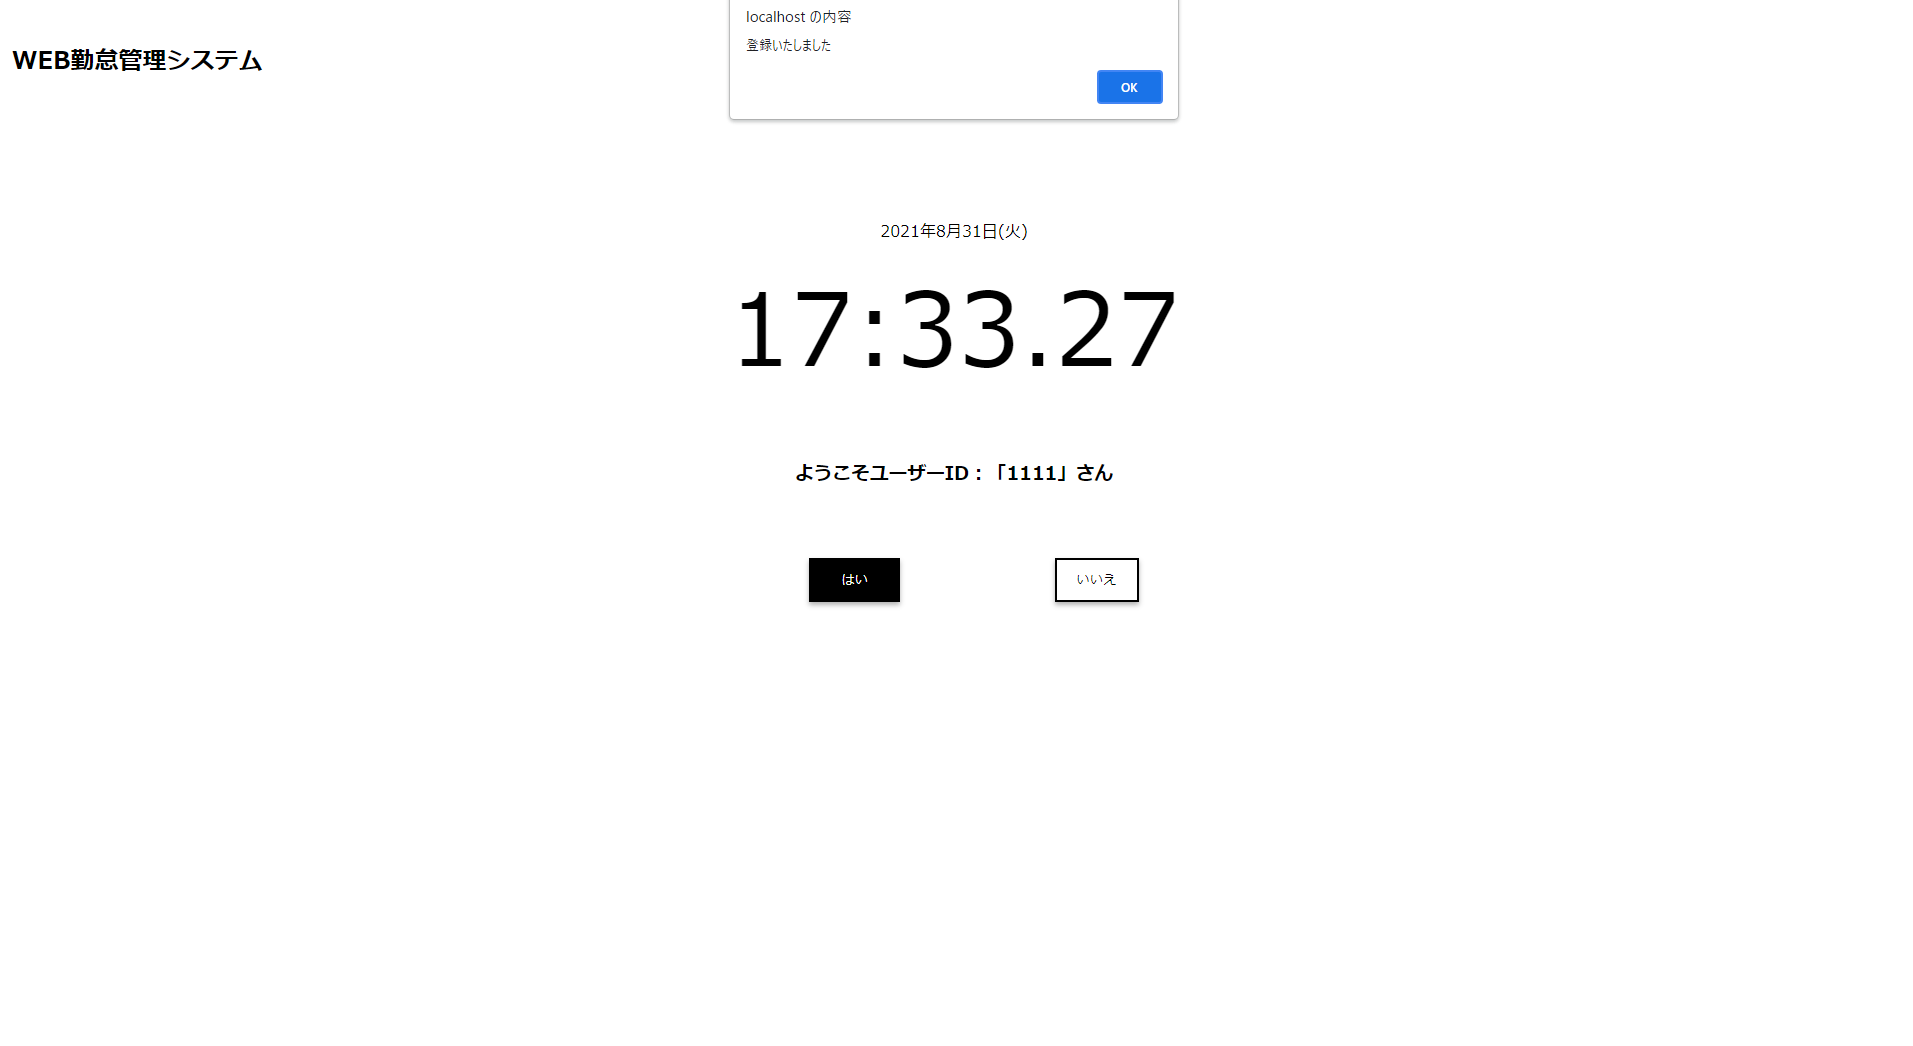 localhost の内容
登録いたしました
OK
WEB勤怠管理システム
2021年8月31日(火)
17:33.27
ようこそユーザーID：「1111」さん
はい
いいえ